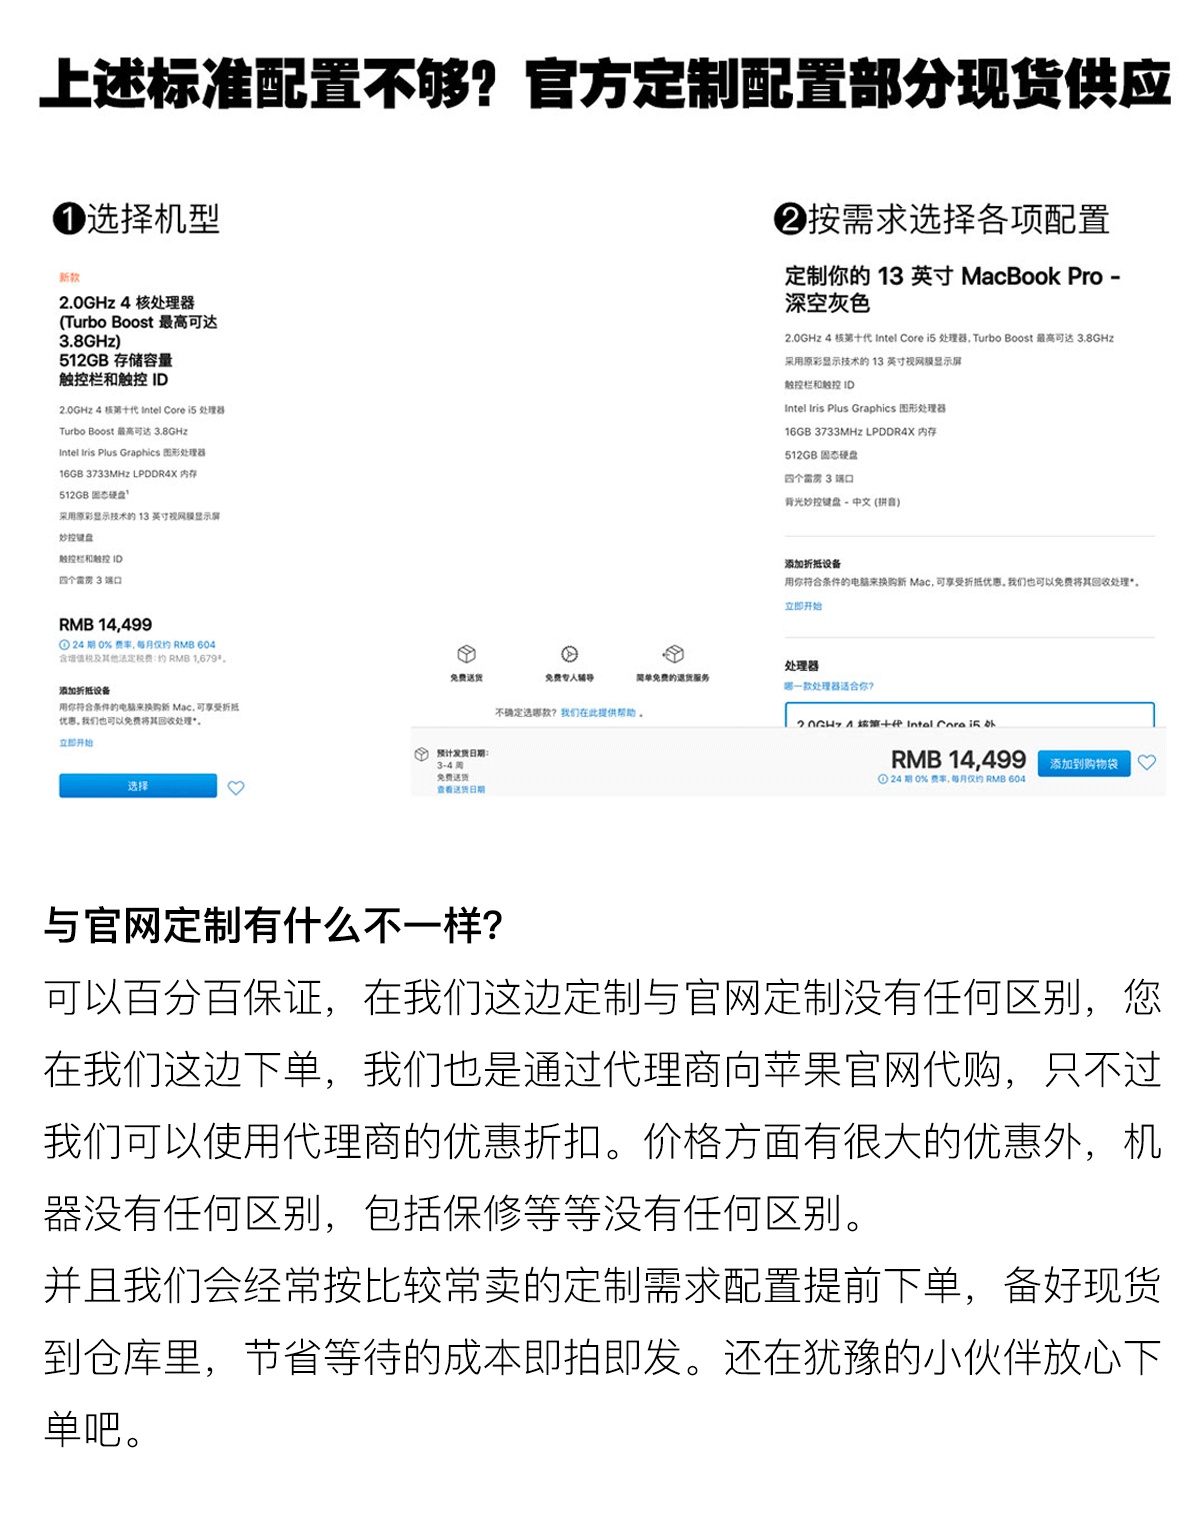 上述标准配置不够？官方定制配置部分现货供应
❶选择机型
新款
2.0GHz 4 核处理器
(Turbo Boost 最高可达
3.8GHz)
512GB 存储容量
触控栏和触控 ID
2.0GHz 4 核第十代 Intel Core i5 处理器
Turbo Boost 最高可达 3.8GHz
Intel Iris Plus Graphics 图形处理器
16GB 3733MHz LPDDR4X 内存
512GB 固态硬盘¹
采用原彩显示技术的 13 英寸视网膜显示屏
妙控键盘
触控栏和触控 ID
四个雷雳 3 端口
RMB 14,499
24 期 0% 费率，每月仅约 RMB 604
含增值税及其他法定税费：约 RMB 1,679‡。
添加折抵设备
用你符合条件的电脑来换购新 Mac，可享受折抵
优惠。我们也可以免费将其回收处理*。
立即开始
选择
免费送货
免费专人辅导
简单免费的退货服务
不确定选哪款？ 我们在此提供帮助 。
❷按需求选择各项配置
定制你的 13 英寸 MacBook Pro -
深空灰色
2.0GHz 4 核第十代 Intel Core i5 处理器，Turbo Boost 最高可达 3.8GHz
采用原彩显示技术的 13 英寸视网膜显示屏
触控栏和触控 ID
Intel Iris Plus Graphics 图形处理器
16GB 3733MHz LPDDR4X 内存
512GB 固态硬盘
四个雷雳 3 端口
背光妙控键盘 - 中文 (拼音)
添加折抵设备
用你符合条件的电脑来换购新 Mac，可享受折抵优惠。我们也可以免费将其回收处理*。
立即开始
处理器
哪一款处理器适合你？
2.0GHz 4 核第十代 Intel Core i5 处
预计发货日期：
3-4 周
免费送货
查看送货日期
RMB 14,499
24 期 0% 费率，每月仅约 RMB 604
添加到购物袋
与官网定制有什么不一样？
可以百分百保证，在我们这边定制与官网定制没有任何区别，您
在我们这边下单，我们也是通过代理商向苹果官网代购，只不过
我们可以使用代理商的优惠折扣。价格方面有很大的优惠外，机
器没有任何区别，包括保修等等没有任何区别。
并且我们会经常按比较常卖的定制需求配置提前下单，备好现货
到仓库里，节省等待的成本即拍即发。还在犹豫的小伙伴放心下
单吧。